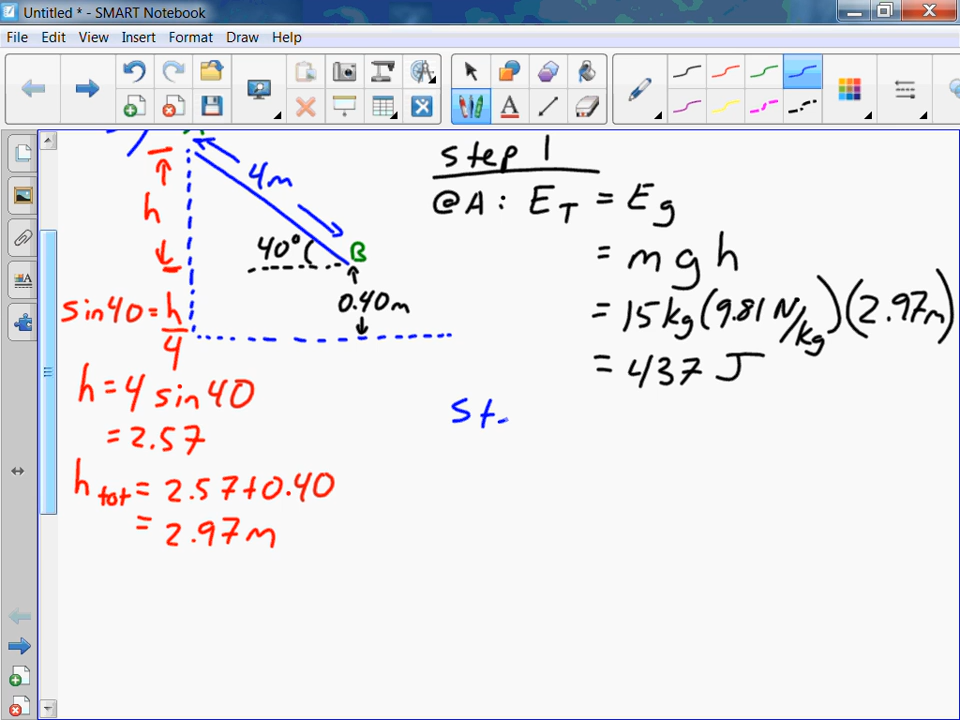 Untitled * - SMART Notebook
File Edit View Insert Format Draw Help
A
4m
h
40°
B
0.40m
sin40=h/4
h=4 sin40
=2.57
h tot = 2.57+0.40
= 2.97m
step 1
@A: E_T = E_g
= mgh
= 15kg(9.81 N/kg)(2.97m)
= 437 J
St